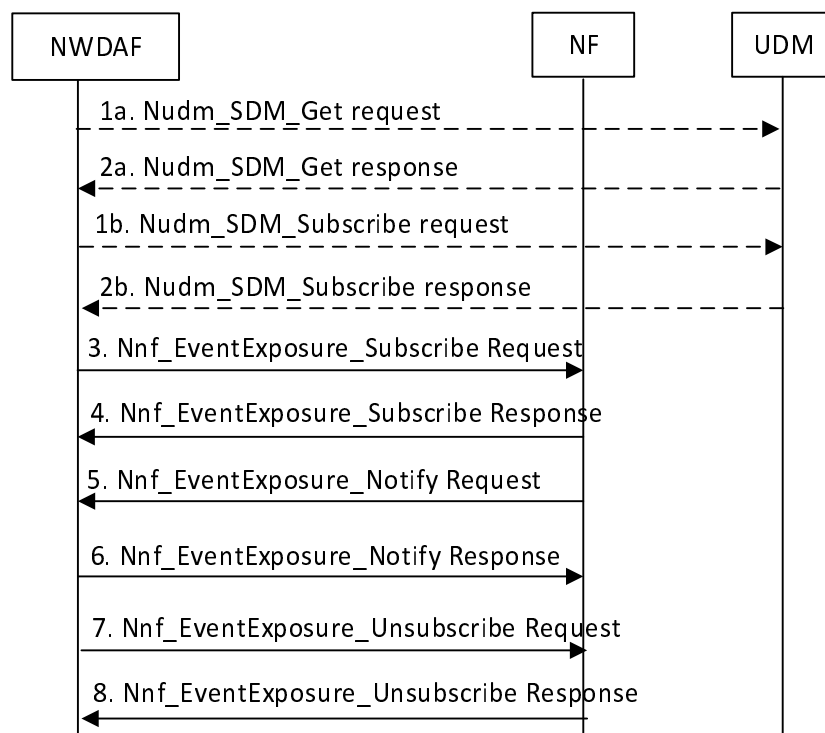 NWDAF
NF
UDM
1a. Nudm_SDM_Get request
2a. Nudm_SDM_Get response
1b. Nudm_SDM_Subscribe request
2b. Nudm_SDM_Subscribe response
3. Nnf_EventExposure_Subscribe Request
4. Nnf_EventExposure_Subscribe Response
5. Nnf_EventExposure_Notify Request
6. Nnf_EventExposure_Notify Response
7. Nnf_EventExposure_Unsubscribe Request
8. Nnf_EventExposure_Unsubscribe Response